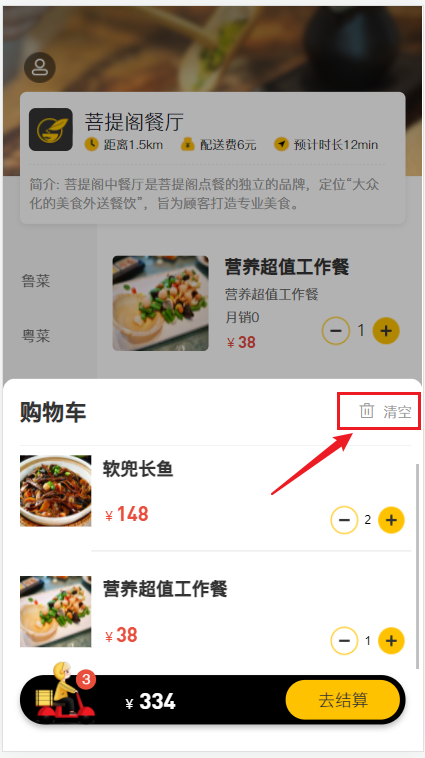 菩提阁餐厅
距离1.5km 配送费6元 预计时长12min
简介: 菩提阁中餐厅是菩提阁点餐的独立的品牌，定位“大众
化的美食外送餐饮”，旨为顾客打造专业美食。
鲁菜
粤菜
营养超值工作餐
营养超值工作餐
月销0
¥38
1
购物车
清空
软兜长鱼
¥148
2
营养超值工作餐
¥38
1
3
¥ 334
去结算